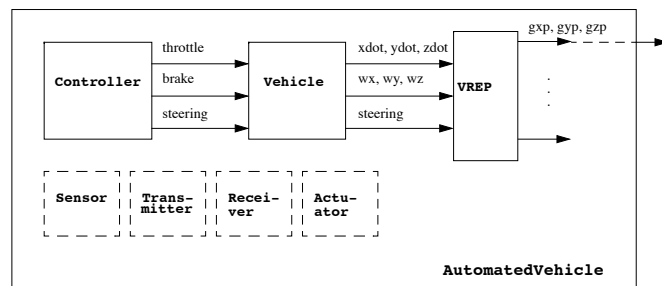 gxp, gyp, gzp
throttle
xdot, ydot, zdot
Controller
Vehicle
VREP
brake
wx, wy, wz
steering
steering
Sensor
Trans-
mitter
Recei-
ver
Actu-
ator
AutomatedVehicle